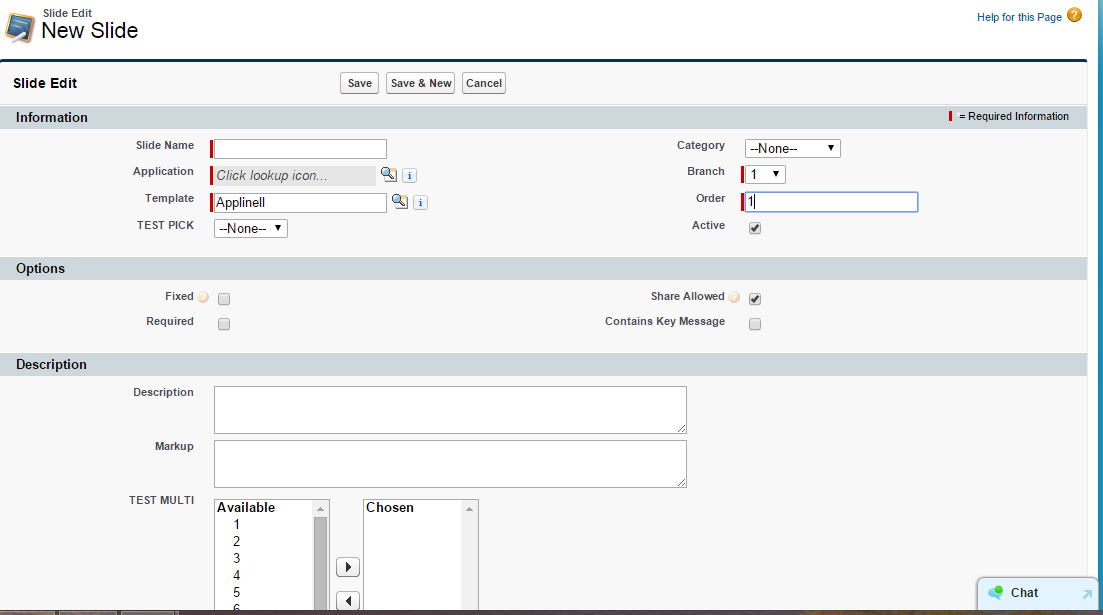 Slide Edit
New Slide
Help for this Page ?
Slide Edit Save Save & New Cancel
Information = Required Information
Slide Name
Category --None--
Application Click lookup icon... i
Branch 1
Template Applinell i
Order 1
TEST PICK --None--
Active
Options
Fixed ?
Share Allowed ?
Required
Contains Key Message
Description
Description
Markup
TEST MULTI
Available
1
2
3
4
5
6
Chosen
Chat